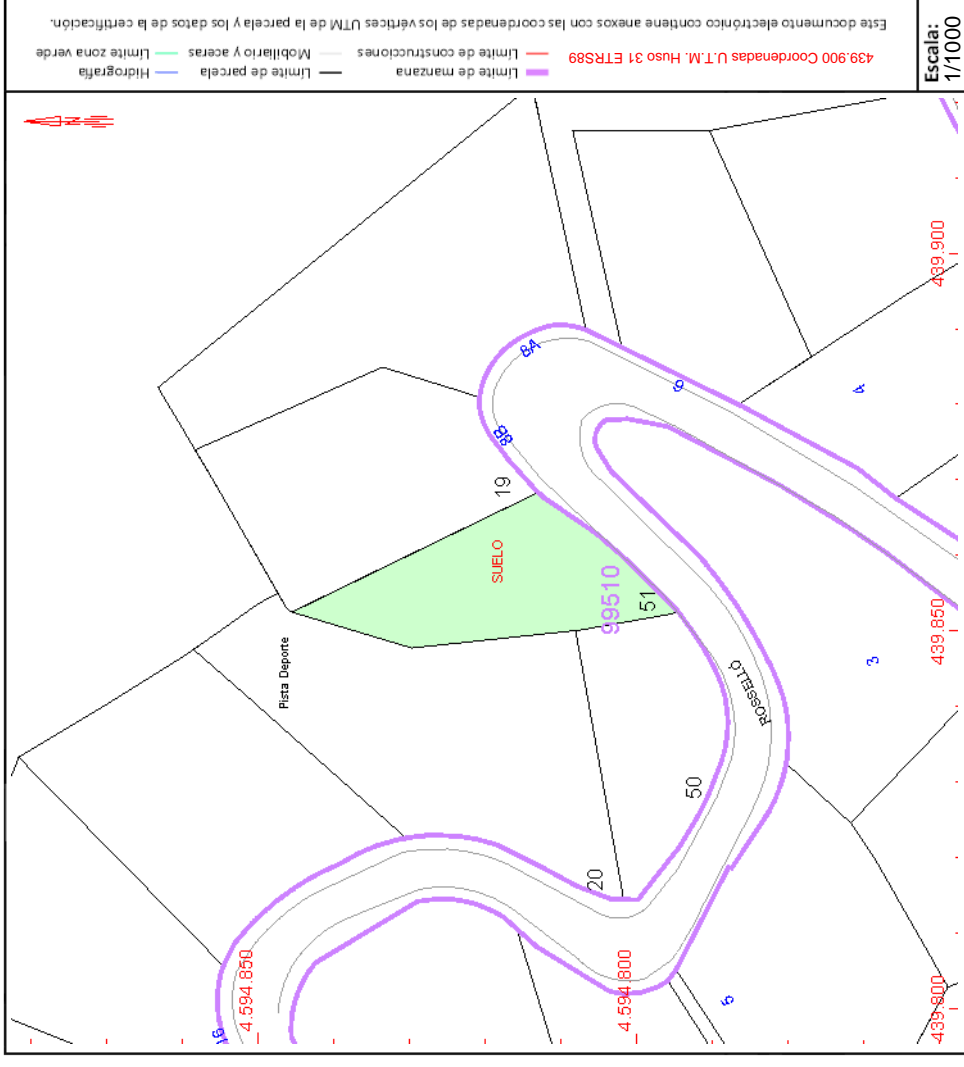 Este documento electrónico contiene anexos con las coordenadas de los vértices UTM de la parcela y los datos de la certificación.
439.900 Coordenadas U.T.M. Huso 31 ETRS89
Límite de manzana
Límite de construcciones
Límite de parcela
Mobiliario y aceras
Hidrografía
Límite zona verde
Escala:
1/1000
439.900
439.850
439.800
4.594.850
4.594.800
Pista Deporte
SUELO
99510
51
19
8B
8A
6
4
3
ROSSELLÓ
50
20
5
16